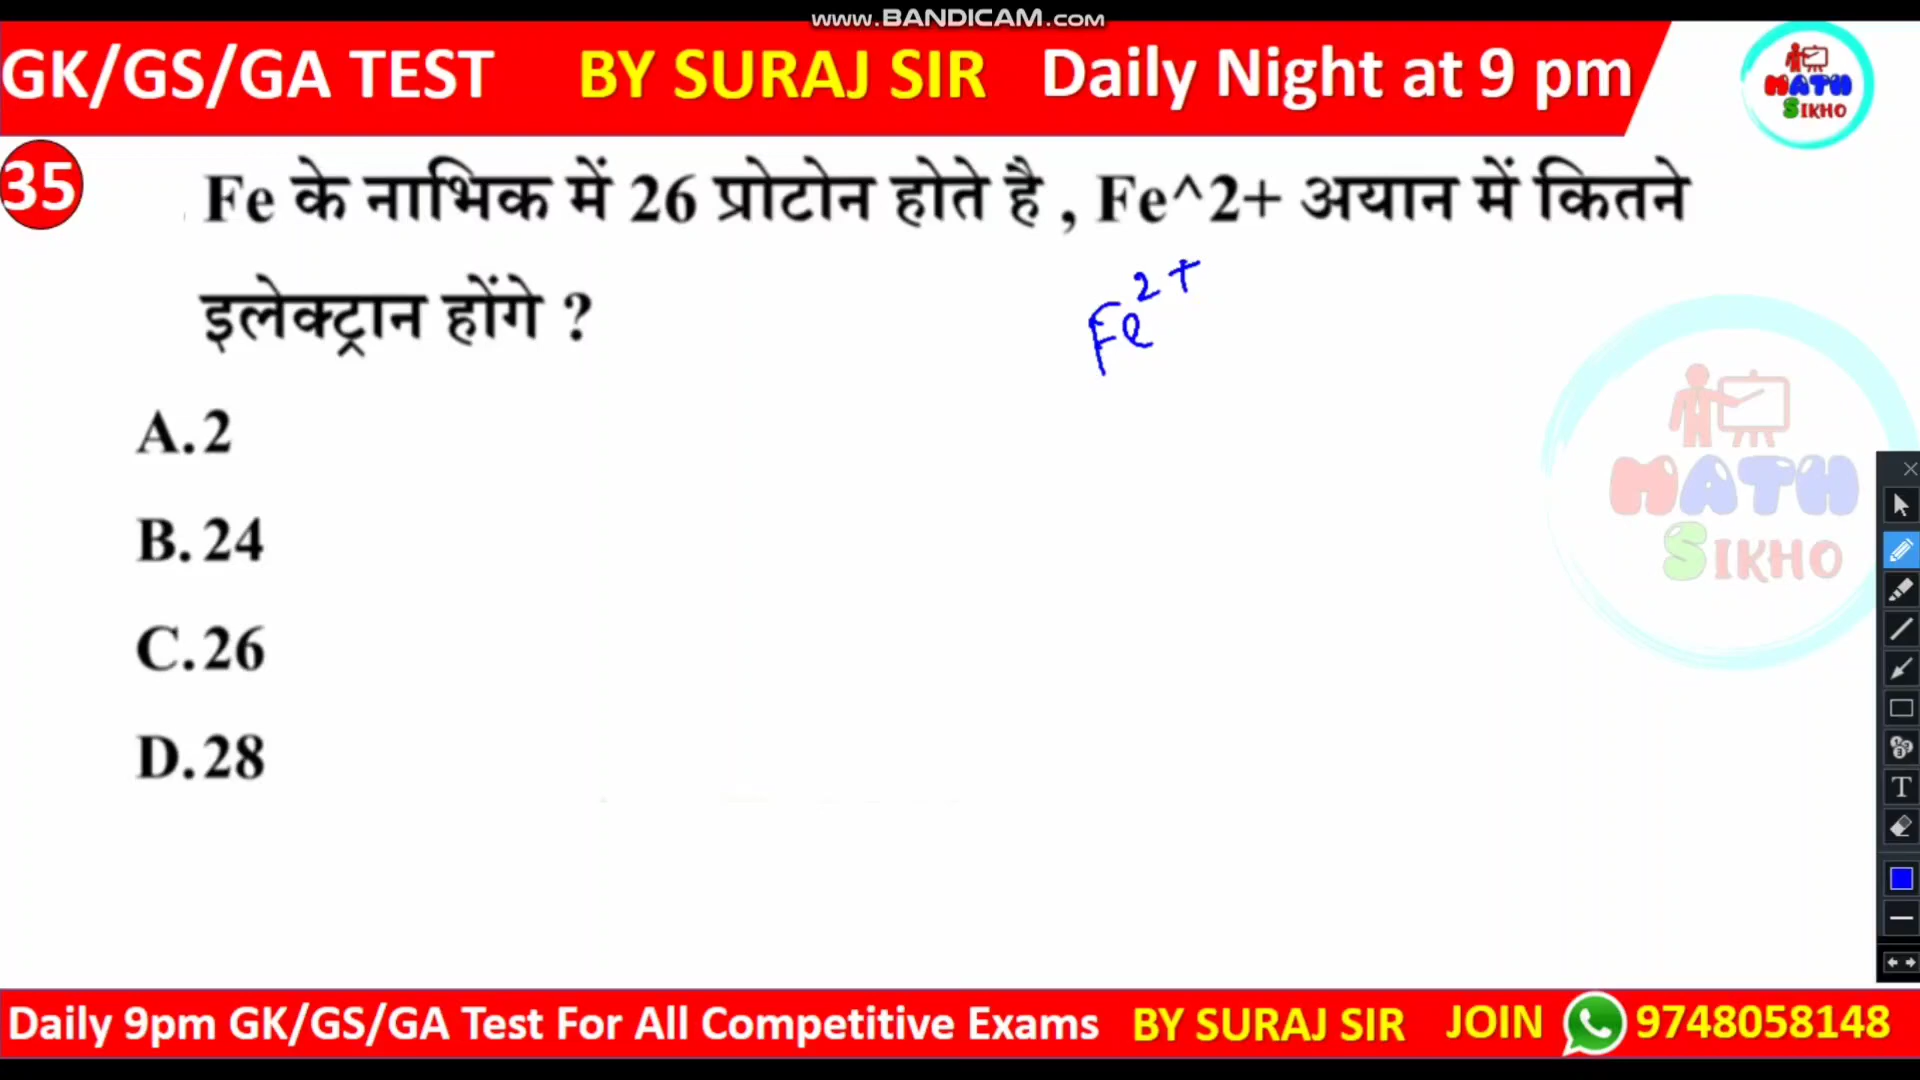 www.BANDICAM.com
GK/GS/GA TEST BY SURAJ SIR Daily Night at 9 pm
MATH
SIKHO
35 Fe के नाभिक में 26 प्रोटोन होते है , Fe^2+ अयान में कितने
इलेक्ट्रान होंगे ?
Fe 2+
A. 2
B. 24
C. 26
D. 28
MATH
SIKHO
T
Daily 9pm GK/GS/GA Test For All Competitive Exams BY SURAJ SIR JOIN 9748058148